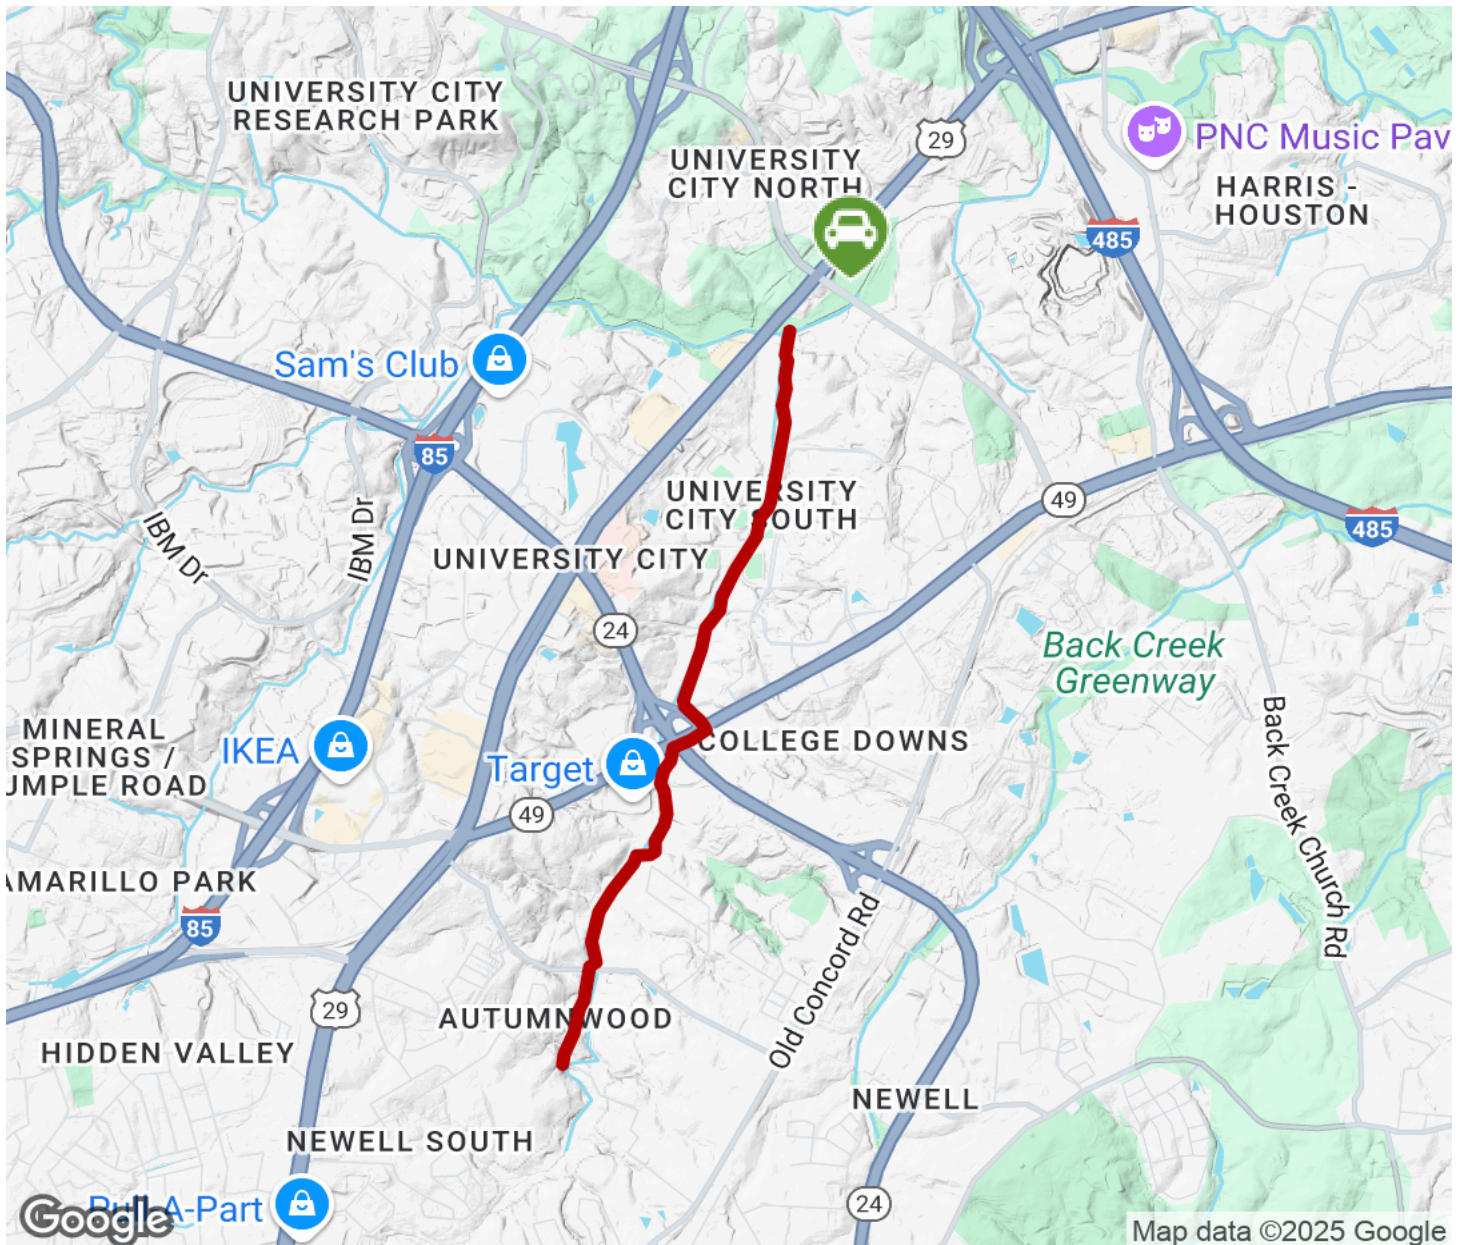 UNIVERSITY CITY
RESEARCH PARK
UNIVERSITY
CITY NORTH
29
PNC Music Pav
HARRIS -
HOUSTON
485
Sam's Club
85
IBM Dr
IBM Dr
UNIVERSITY
CITY SOUTH
49
485
UNIVERSITY CITY
24
Back Creek
Greenway
MINERAL
SPRINGS /
UMPLE ROAD
IKEA
Target
COLLEGE DOWNS
Back Creek Church Rd
49
AMARILLO PARK
85
Old Concord Rd
29
AUTUMNWOOD
HIDDEN VALLEY
NEWELL
NEWELL SOUTH
24
Pull-A-Part
Google
Map data ©2025 Google